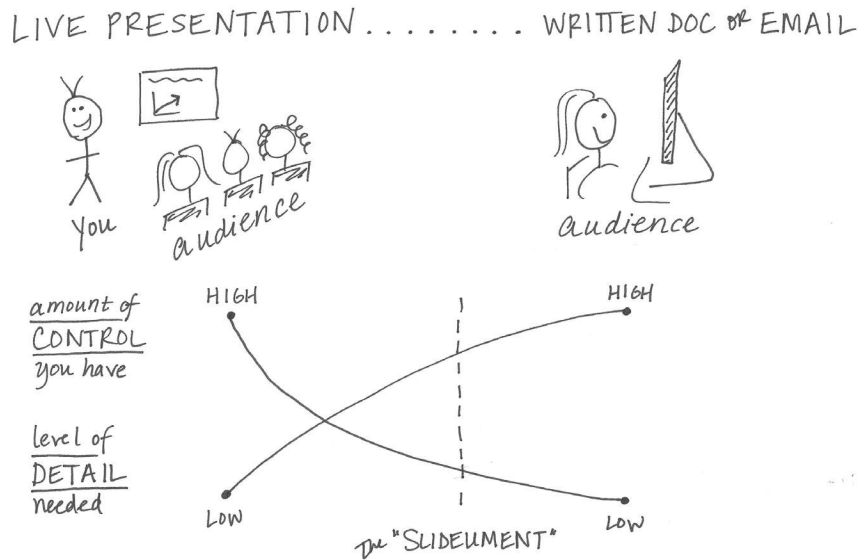 LIVE PRESENTATION........ WRITTEN DOC OR EMAIL
you
audience
audience
amount of
CONTROL
you have
level of
DETAIL
needed
HIGH
HIGH
LOW
LOW
The "SLIDEUMENT"